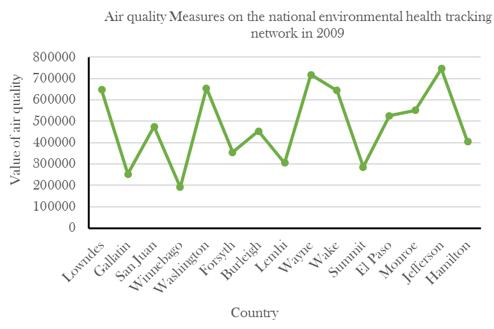 Air quality Measures on the national environmental health tracking
network in 2009
Value of air quality
800000
700000
600000
500000
400000
300000
200000
100000
0
Lowndes
Gallatin
San Juan
Winnebago
Washington
Forsyth
Burleigh
Lemhi
Wayne
Wake
Summit
El Paso
Monroe
Jefferson
Hamilton
Country